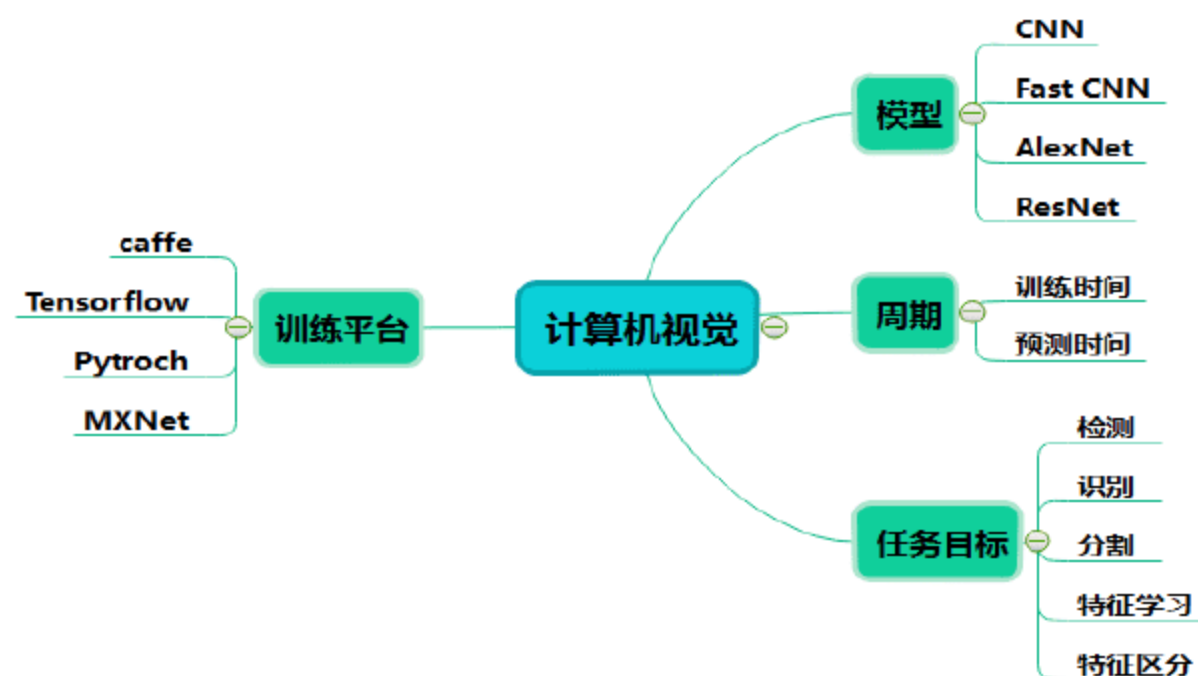 计算机视觉
模型
CNN
Fast CNN
AlexNet
ResNet
周期
训练时间
预测时问
任务目标
检测
识别
分割
特征学习
特征区分
训练平台
caffe
Tensorflow
Pytroch
MXNet